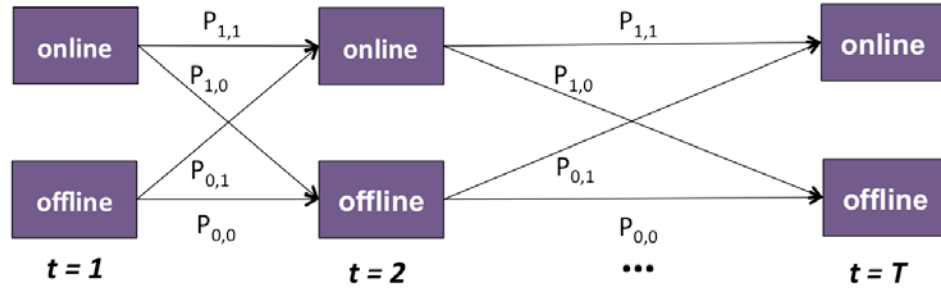 P1,1
P1,1
online
online
online
P1,0
P1,0
P0,1
P0,1
offline
offline
offline
P0,0
P0,0
t = 1
t = 2
...
t = T